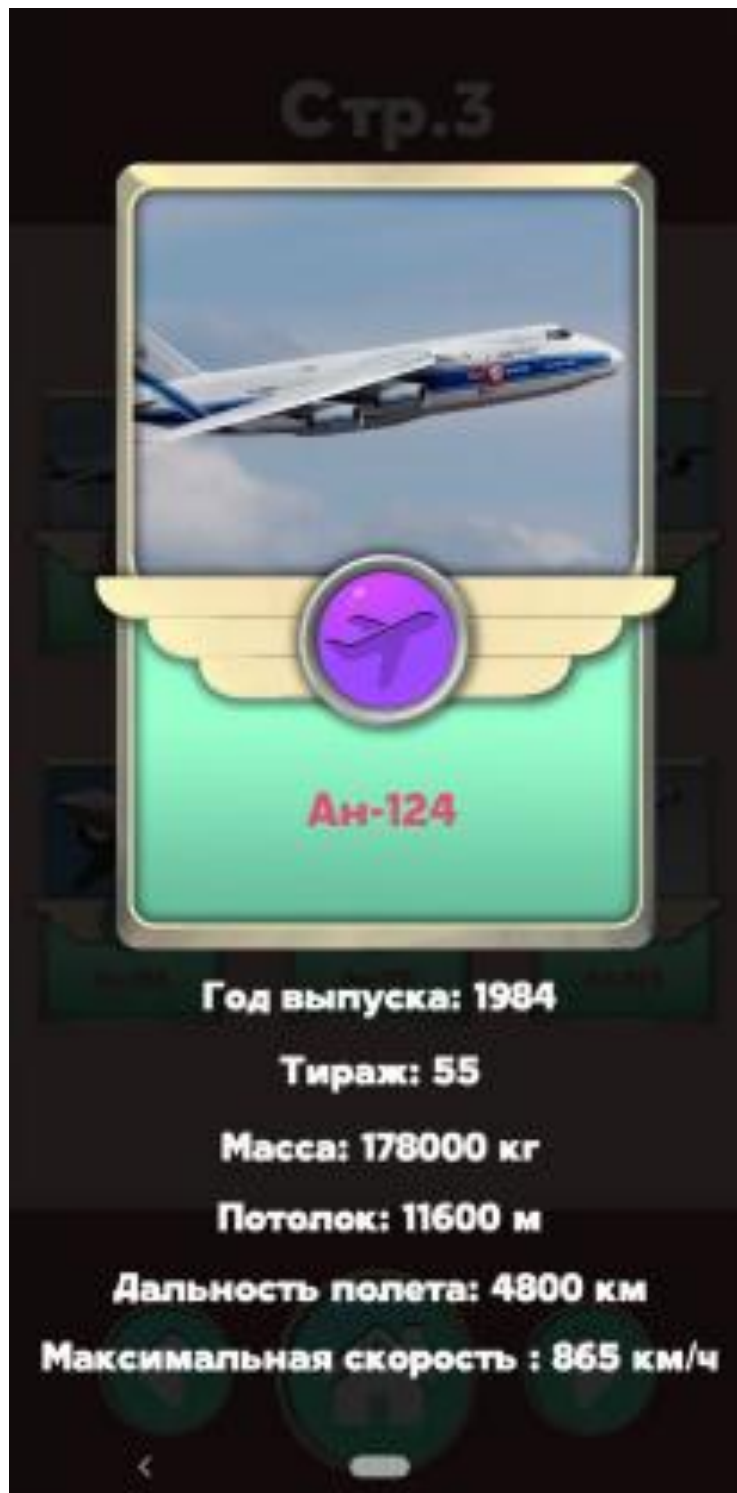 Стр.3
Ан-124
Год выпуска: 1984
Тираж: 55
Масса: 178000 кг
Потолок: 11600 м
Дальность полета: 4800 км
Максимальная скорость : 865 км/ч